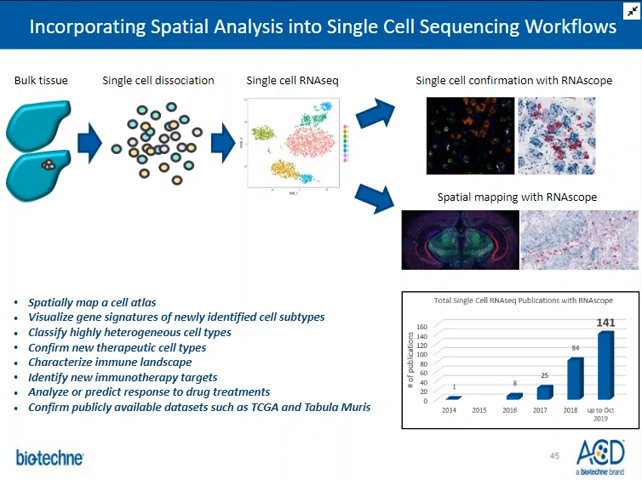 Incorporating Spatial Analysis into Single Cell Sequencing Workflows
Bulk tissue
Single cell dissociation
Single cell RNAseq
Single cell confirmation with RNAscope
Spatial mapping with RNAscope
• Spatially map a cell atlas
• Visualize gene signatures of newly identified cell subtypes
• Classify highly heterogeneous cell types
• Confirm new therapeutic cell types
• Characterize immune landscape
• Identify new immunotherapy targets
• Analyze or predict response to drug treatments
• Confirm publicly available datasets such as TCGA and Tabula Muris
Total Single Cell RNAseq Publications with RNAscope
# of publications
160
140
120
100
80
60
40
20
0
1
8
25
84
141
2014
2015
2016
2017
2018
up to Oct
2019
bio-techne
45
ACD
a biotechne brand